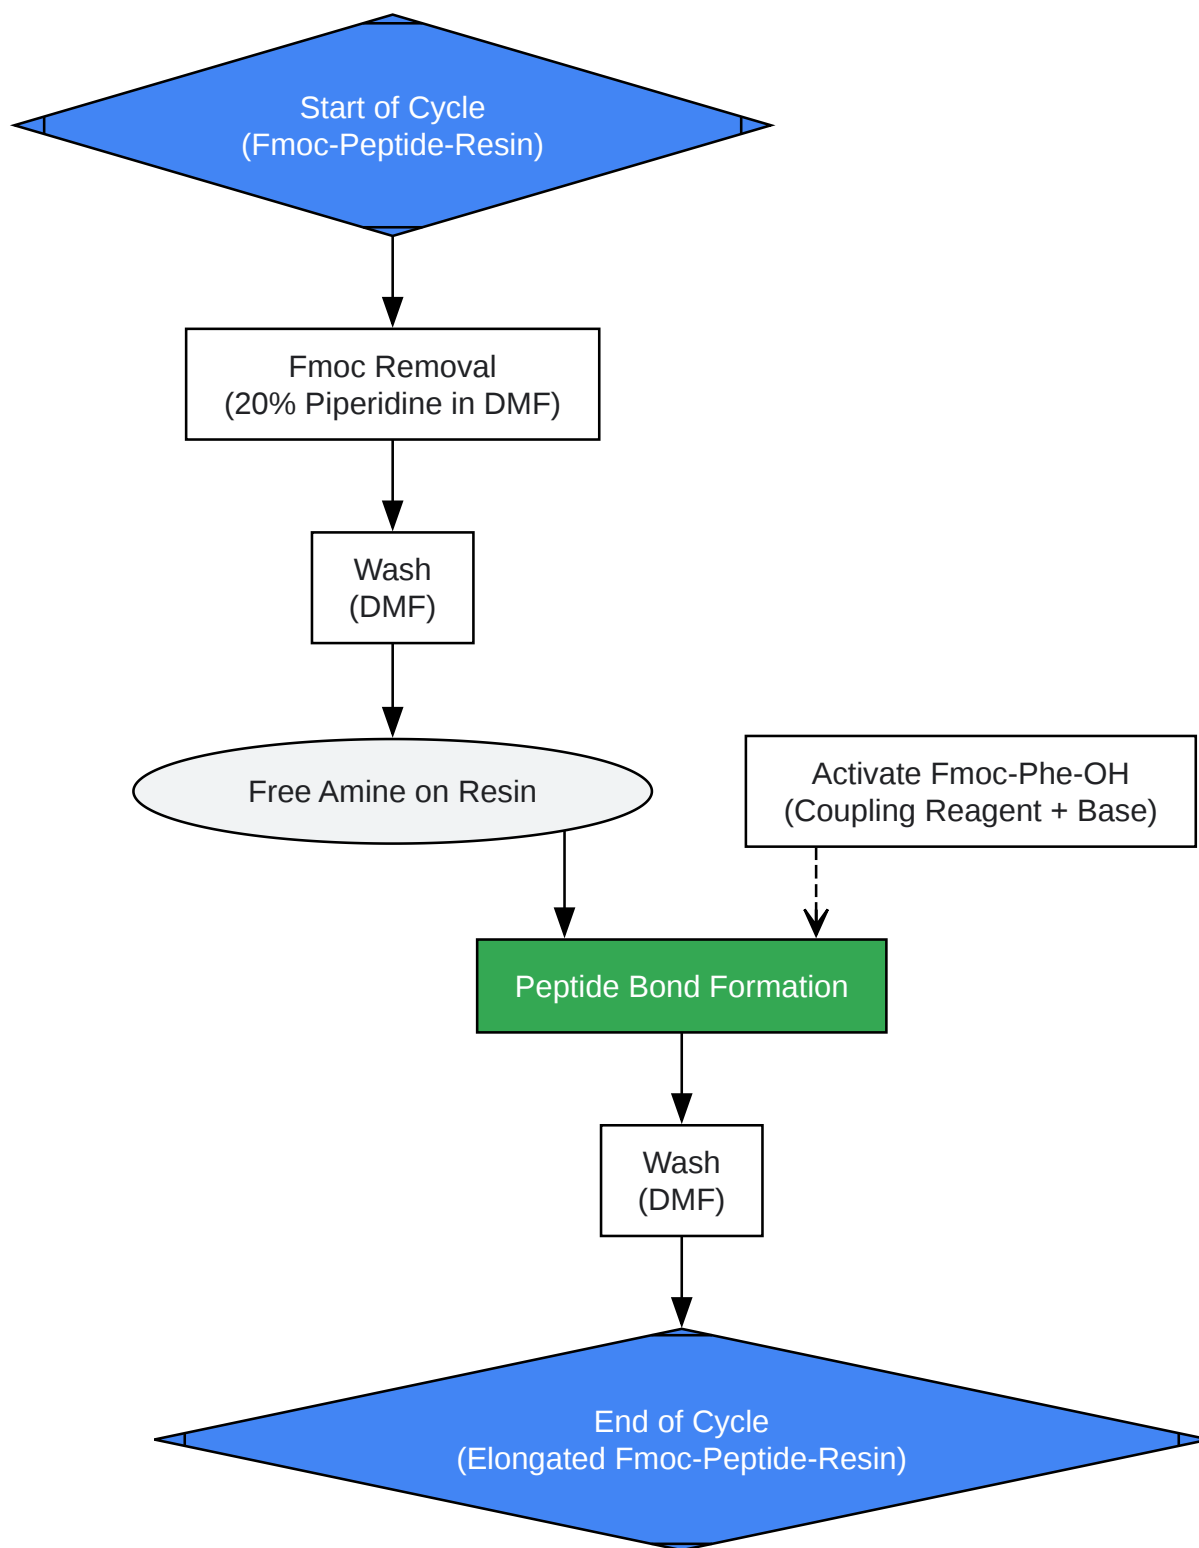 Start of Cycle
(Fmoc-Peptide-Resin)
Fmoc Removal
(20% Piperidine in DMF)
Wash
(DMF)
Free Amine on Resin
Activate Fmoc-Phe-OH
(Coupling Reagent + Base)
Peptide Bond Formation
Wash
(DMF)
End of Cycle
(Elongated Fmoc-Peptide-Resin)